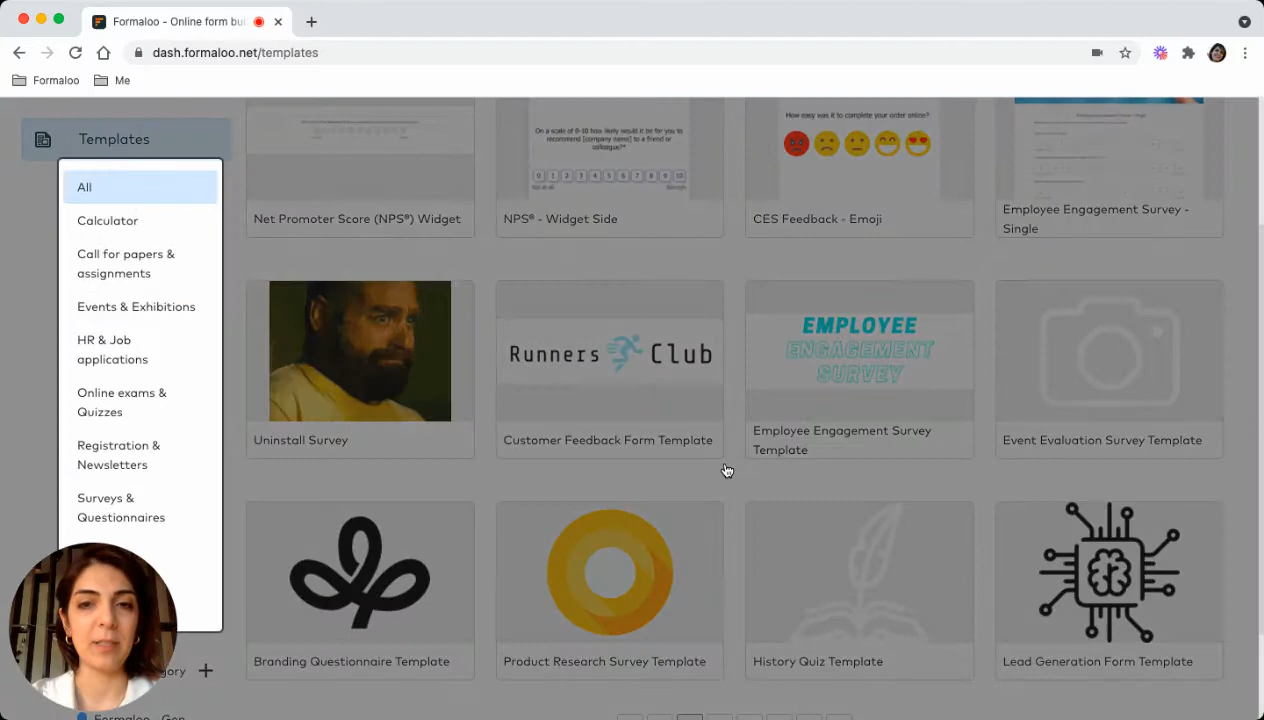 Formaloo - Online form bu
dash.formaloo.net/templates
Formaloo
Me
Templates
All
Calculator
Call for papers &
assignments
Events & Exhibitions
HR & Job
applications
Online exams &
Quizzes
Registration &
Newsletters
Surveys &
Questionnaires
On a scale of 0-10 how likely would it be for you to
recommend [company name] to a friend or
colleague?*
0 1 2 3 4 5 6 7 8 9 10
How easy was it to complete your order online?
Net Promoter Score (NPS®) Widget
NPS® - Widget Side
CES Feedback - Emoji
Employee Engagement Survey -
Single
Runners Club
EMPLOYEE
ENGAGEMENT
SURVEY
Uninstall Survey
Customer Feedback Form Template
Employee Engagement Survey
Template
Event Evaluation Survey Template
Branding Questionnaire Template
Product Research Survey Template
History Quiz Template
Lead Generation Form Template
gory +